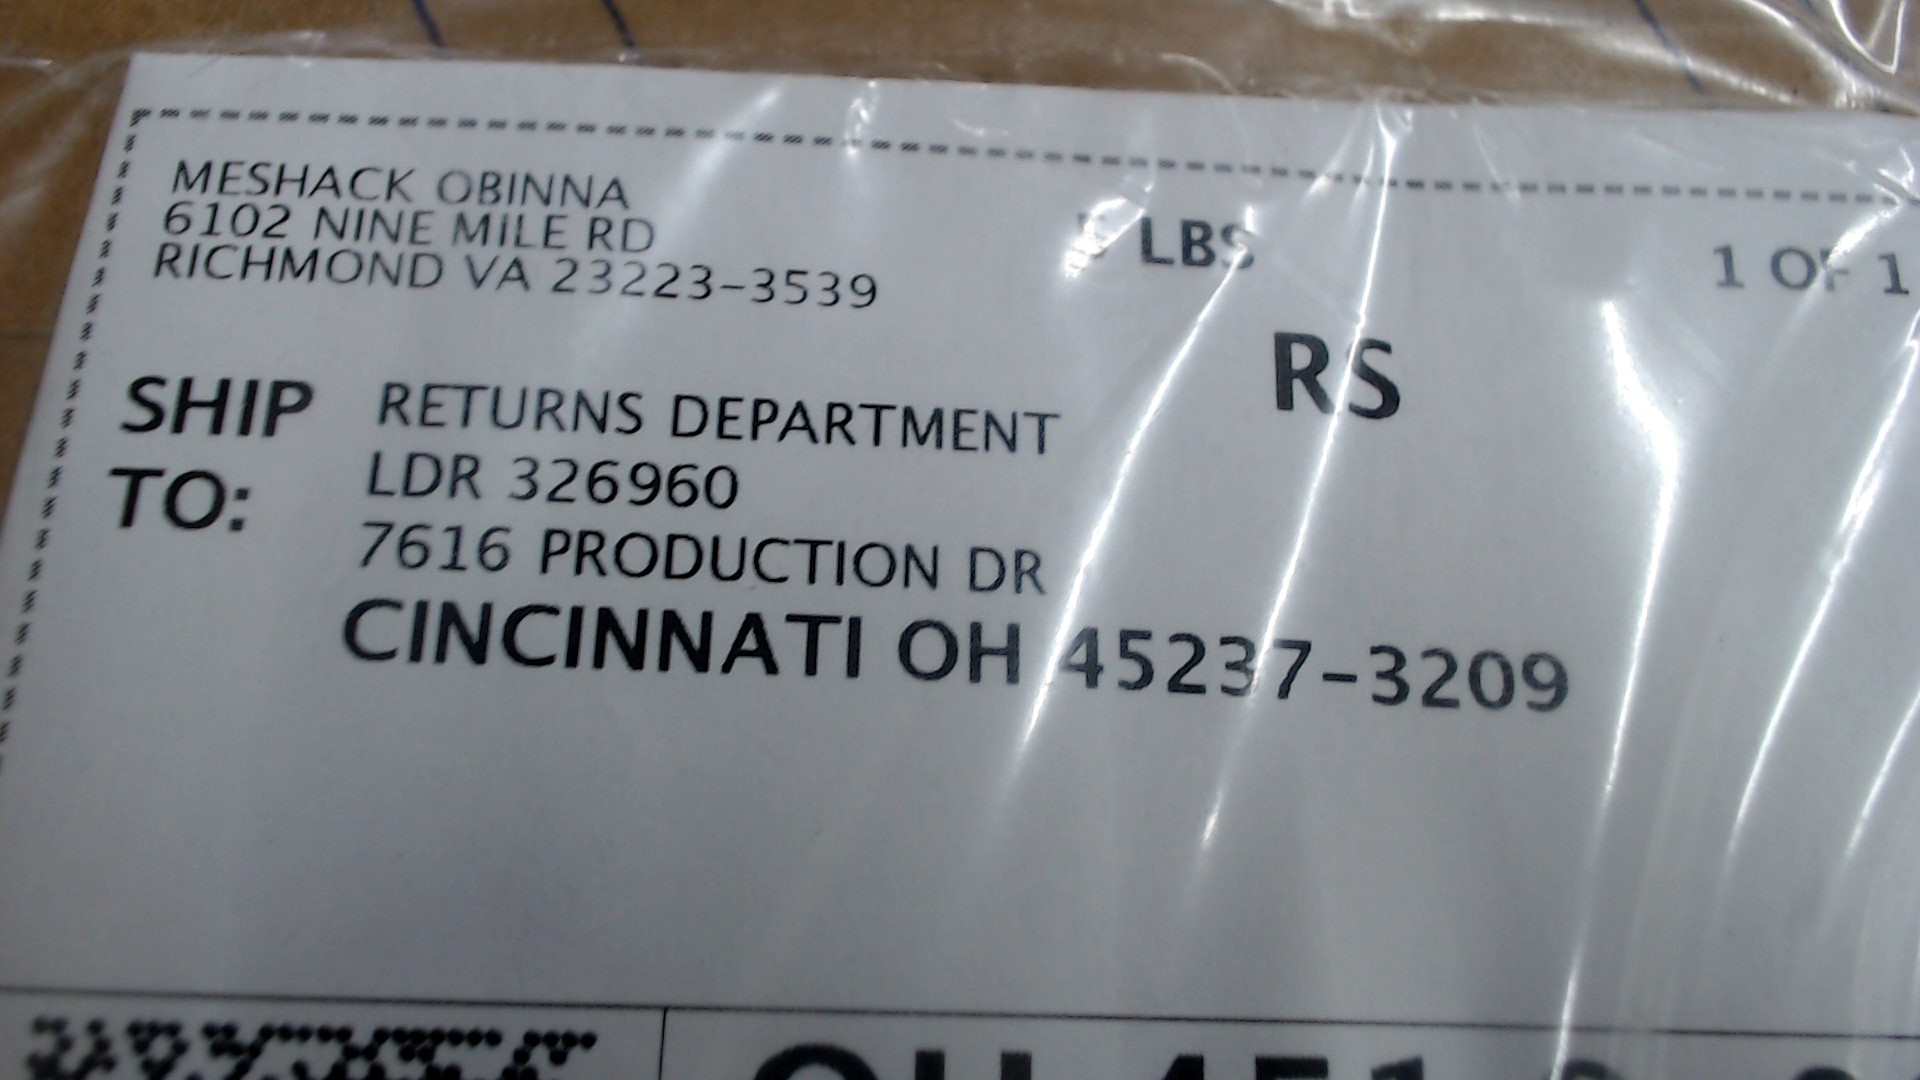 MESHACK OBINNA
6102 NINE MILE RD
RICHMOND VA 23223-3539
LBS
1 OF 1
RS
SHIP TO:
RETURNS DEPARTMENT
LDR 326960
7616 PRODUCTION DR
CINCINNATI OH 45237-3209